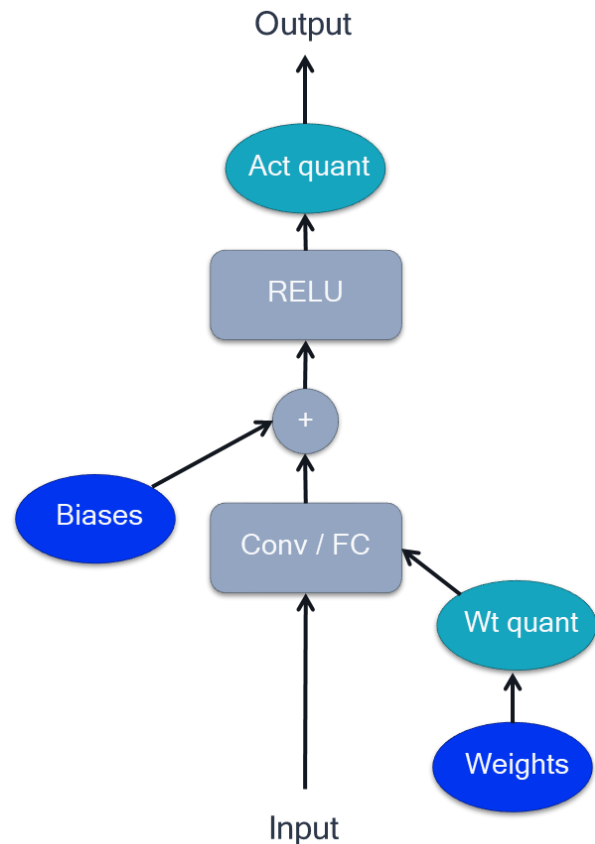 Output
Act quant
RELU
+
Biases
Conv / FC
Wt quant
Weights
Input